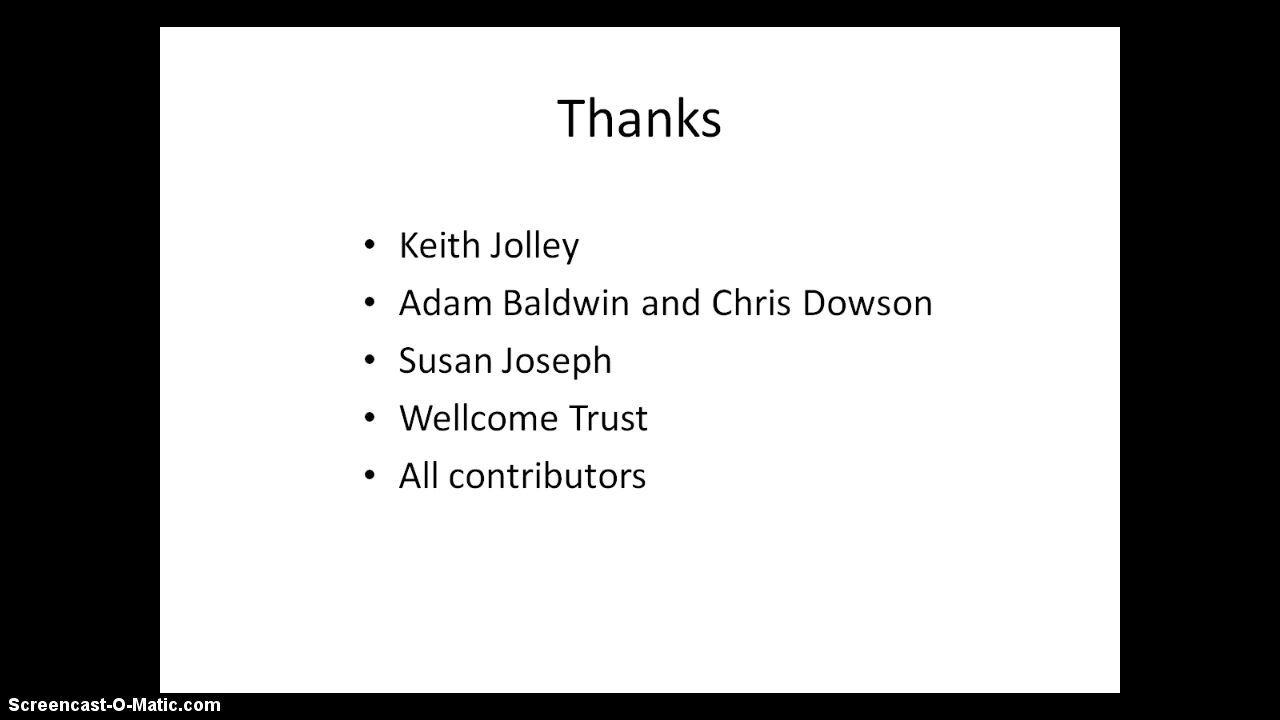 Thanks
• Keith Jolley
• Adam Baldwin and Chris Dowson
• Susan Joseph
• Wellcome Trust
• All contributors
Screencast-O-Matic.com